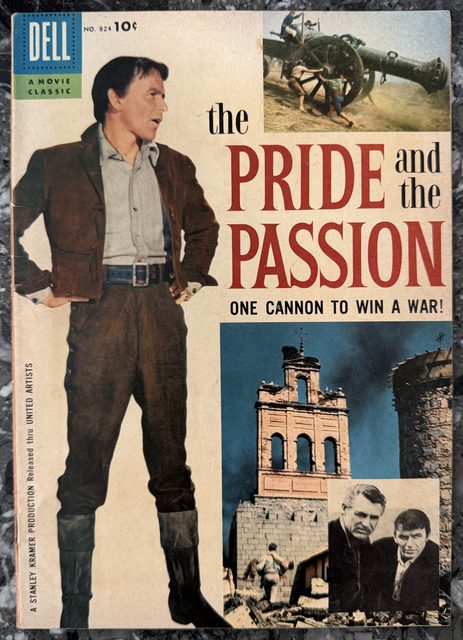 DELL
A MOVIE
CLASSIC
NO. 824 10¢
the
PRIDE and
the
PASSION
ONE CANNON TO WIN A WAR!
A STANLEY KRAMER PRODUCTION Released thru UNITED ARTISTS